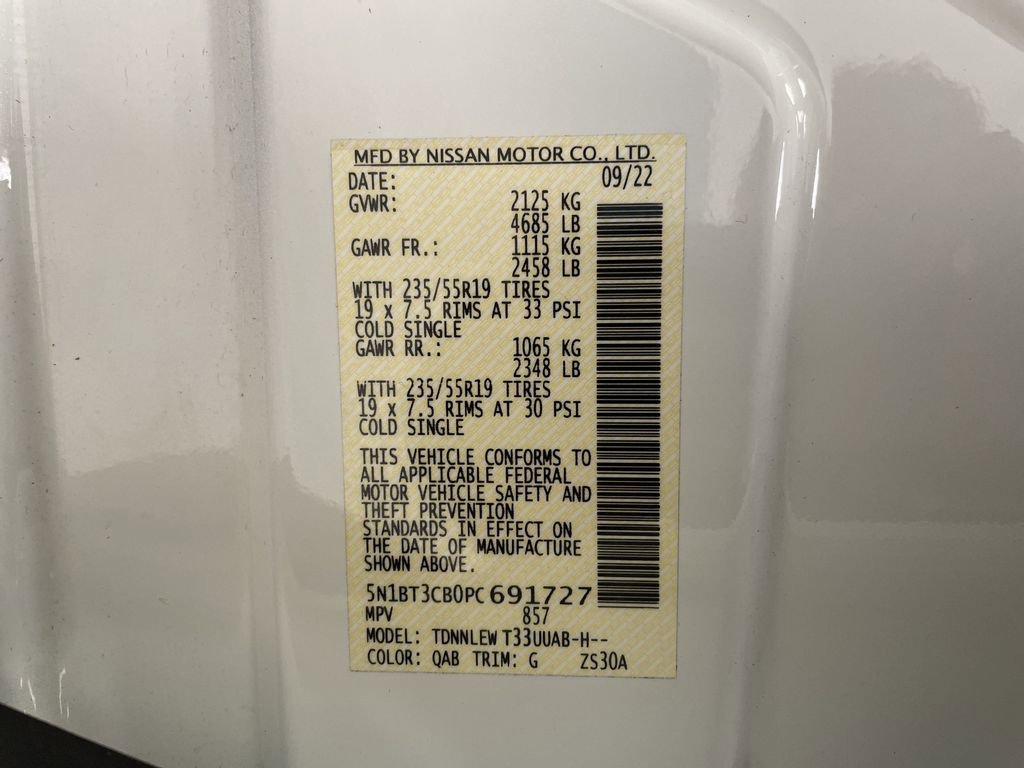 MFD BY NISSAN MOTOR CO., LTD.
DATE: 09/22
GVWR: 2125 KG
4685 LB
GAWR FR.: 1115 KG
2458 LB
WITH 235/55R19 TIRES
19 x 7.5 RIMS AT 33 PSI
COLD SINGLE
GAWR RR.: 1065 KG
2348 LB
WITH 235/55R19 TIRES
19 x 7.5 RIMS AT 30 PSI
COLD SINGLE
THIS VEHICLE CONFORMS TO
ALL APPLICABLE FEDERAL
MOTOR VEHICLE SAFETY AND
THEFT PREVENTION
STANDARDS IN EFFECT ON
THE DATE OF MANUFACTURE
SHOWN ABOVE.
5N1BT3CB0PC691727
MPV 857
MODEL: TDNNLEW T33UUAB-H--
COLOR: QAB TRIM: G ZS30A